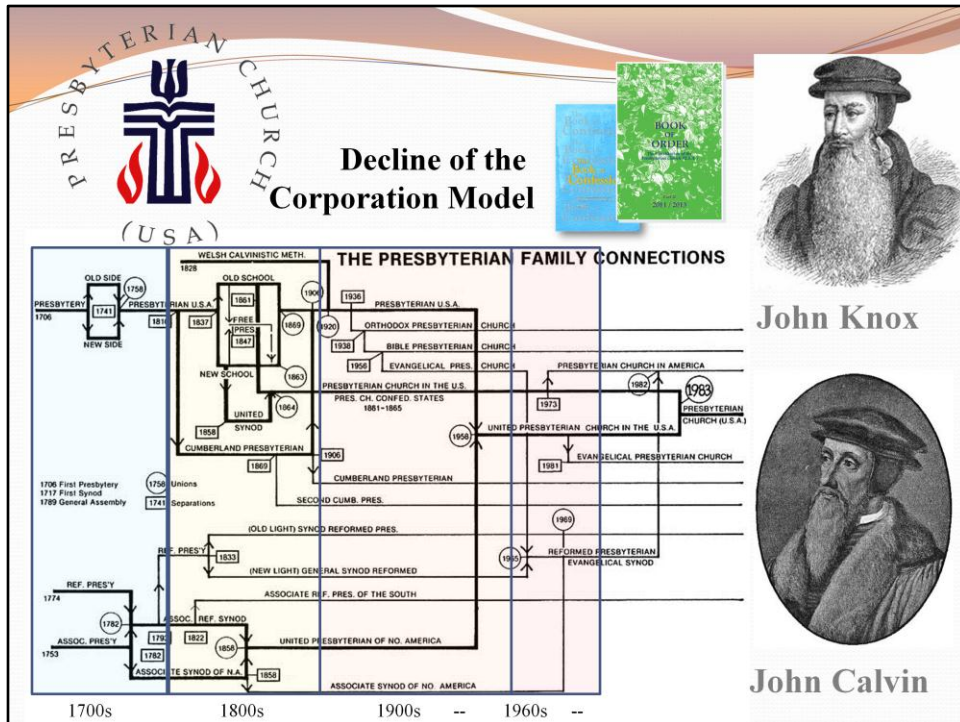 PRESBYTERIAN CHURCH
(USA)
Decline of the
Corporation Model
BOOK
OF
ORDER
2011 / 2013
John Knox
John Calvin
THE PRESBYTERIAN FAMILY CONNECTIONS
WELSH CALVINISTIC METH.
1828
OLD SIDE
1758
OLD SCHOOL
1861
1906
1936
PRESBYTERIAN U.S.A.
PRESBYTERY
1741
PRESBYTERIAN U.S.A.
1706
1810
1837
FREE
PRES
1847
1869
1920
ORTHODOX PRESBYTERIAN CHURCH
1938
NEW SIDE
BIBLE PRESBYTERIAN CHURCH
1956
EVANGELICAL PRES. CHURCH
PRESBYTERIAN CHURCH IN AMERICA
NEW SCHOOL
1863
1982
1983
PRESBYTERIAN CHURCH IN THE U.S.
PRES. CH. CONFED. STATES
1861-1865
1973
UNITED
SYNOD
1864
1858
PRESBYTERIAN
CHURCH (U.S.A.)
1958
UNITED PRESBYTERIAN CHURCH IN THE U.S.A.
CUMBERLAND PRESBYTERIAN
1869
1906
1981
EVANGELICAL PRESBYTERIAN CHURCH
CUMBERLAND PRESBYTERIAN
1706 First Presbytery
1717 First Synod
1789 General Assembly
1758 Unions
1741 Separations
SECOND CUMB. PRES.
(OLD LIGHT) SYNOD REFORMED PRES.
1969
REF. PRES'Y
1833
1965
REFORMED PRESBYTERIAN
EVANGELICAL SYNOD
(NEW LIGHT) GENERAL SYNOD REFORMED
REF. PRES'Y
1774
ASSOCIATE REF. PRES. OF THE SOUTH
1782
ASSOC. REF. SYNOD
1822
ASSOC. PRES'Y
1753
1782
1858
UNITED PRESBYTERIAN OF NO. AMERICA
ASSOCIATE SYNOD OF N.A.
1858
ASSOCIATE SYNOD OF NO. AMERICA
1700s 1800s 1900s -- 1960s --